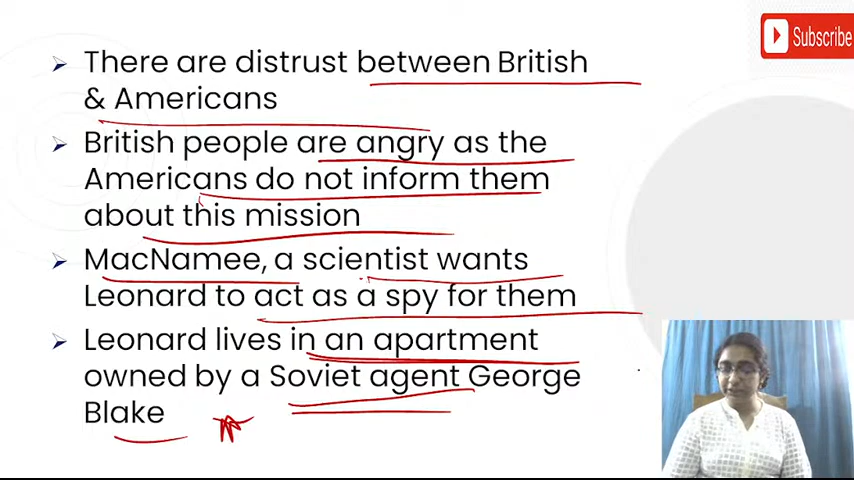 Subscribe
There are distrust between British
& Americans
British people are angry as the
Americans do not inform them
about this mission
MacNamee, a scientist wants
Leonard to act as a spy for them
Leonard lives in an apartment
owned by a Soviet agent George
Blake